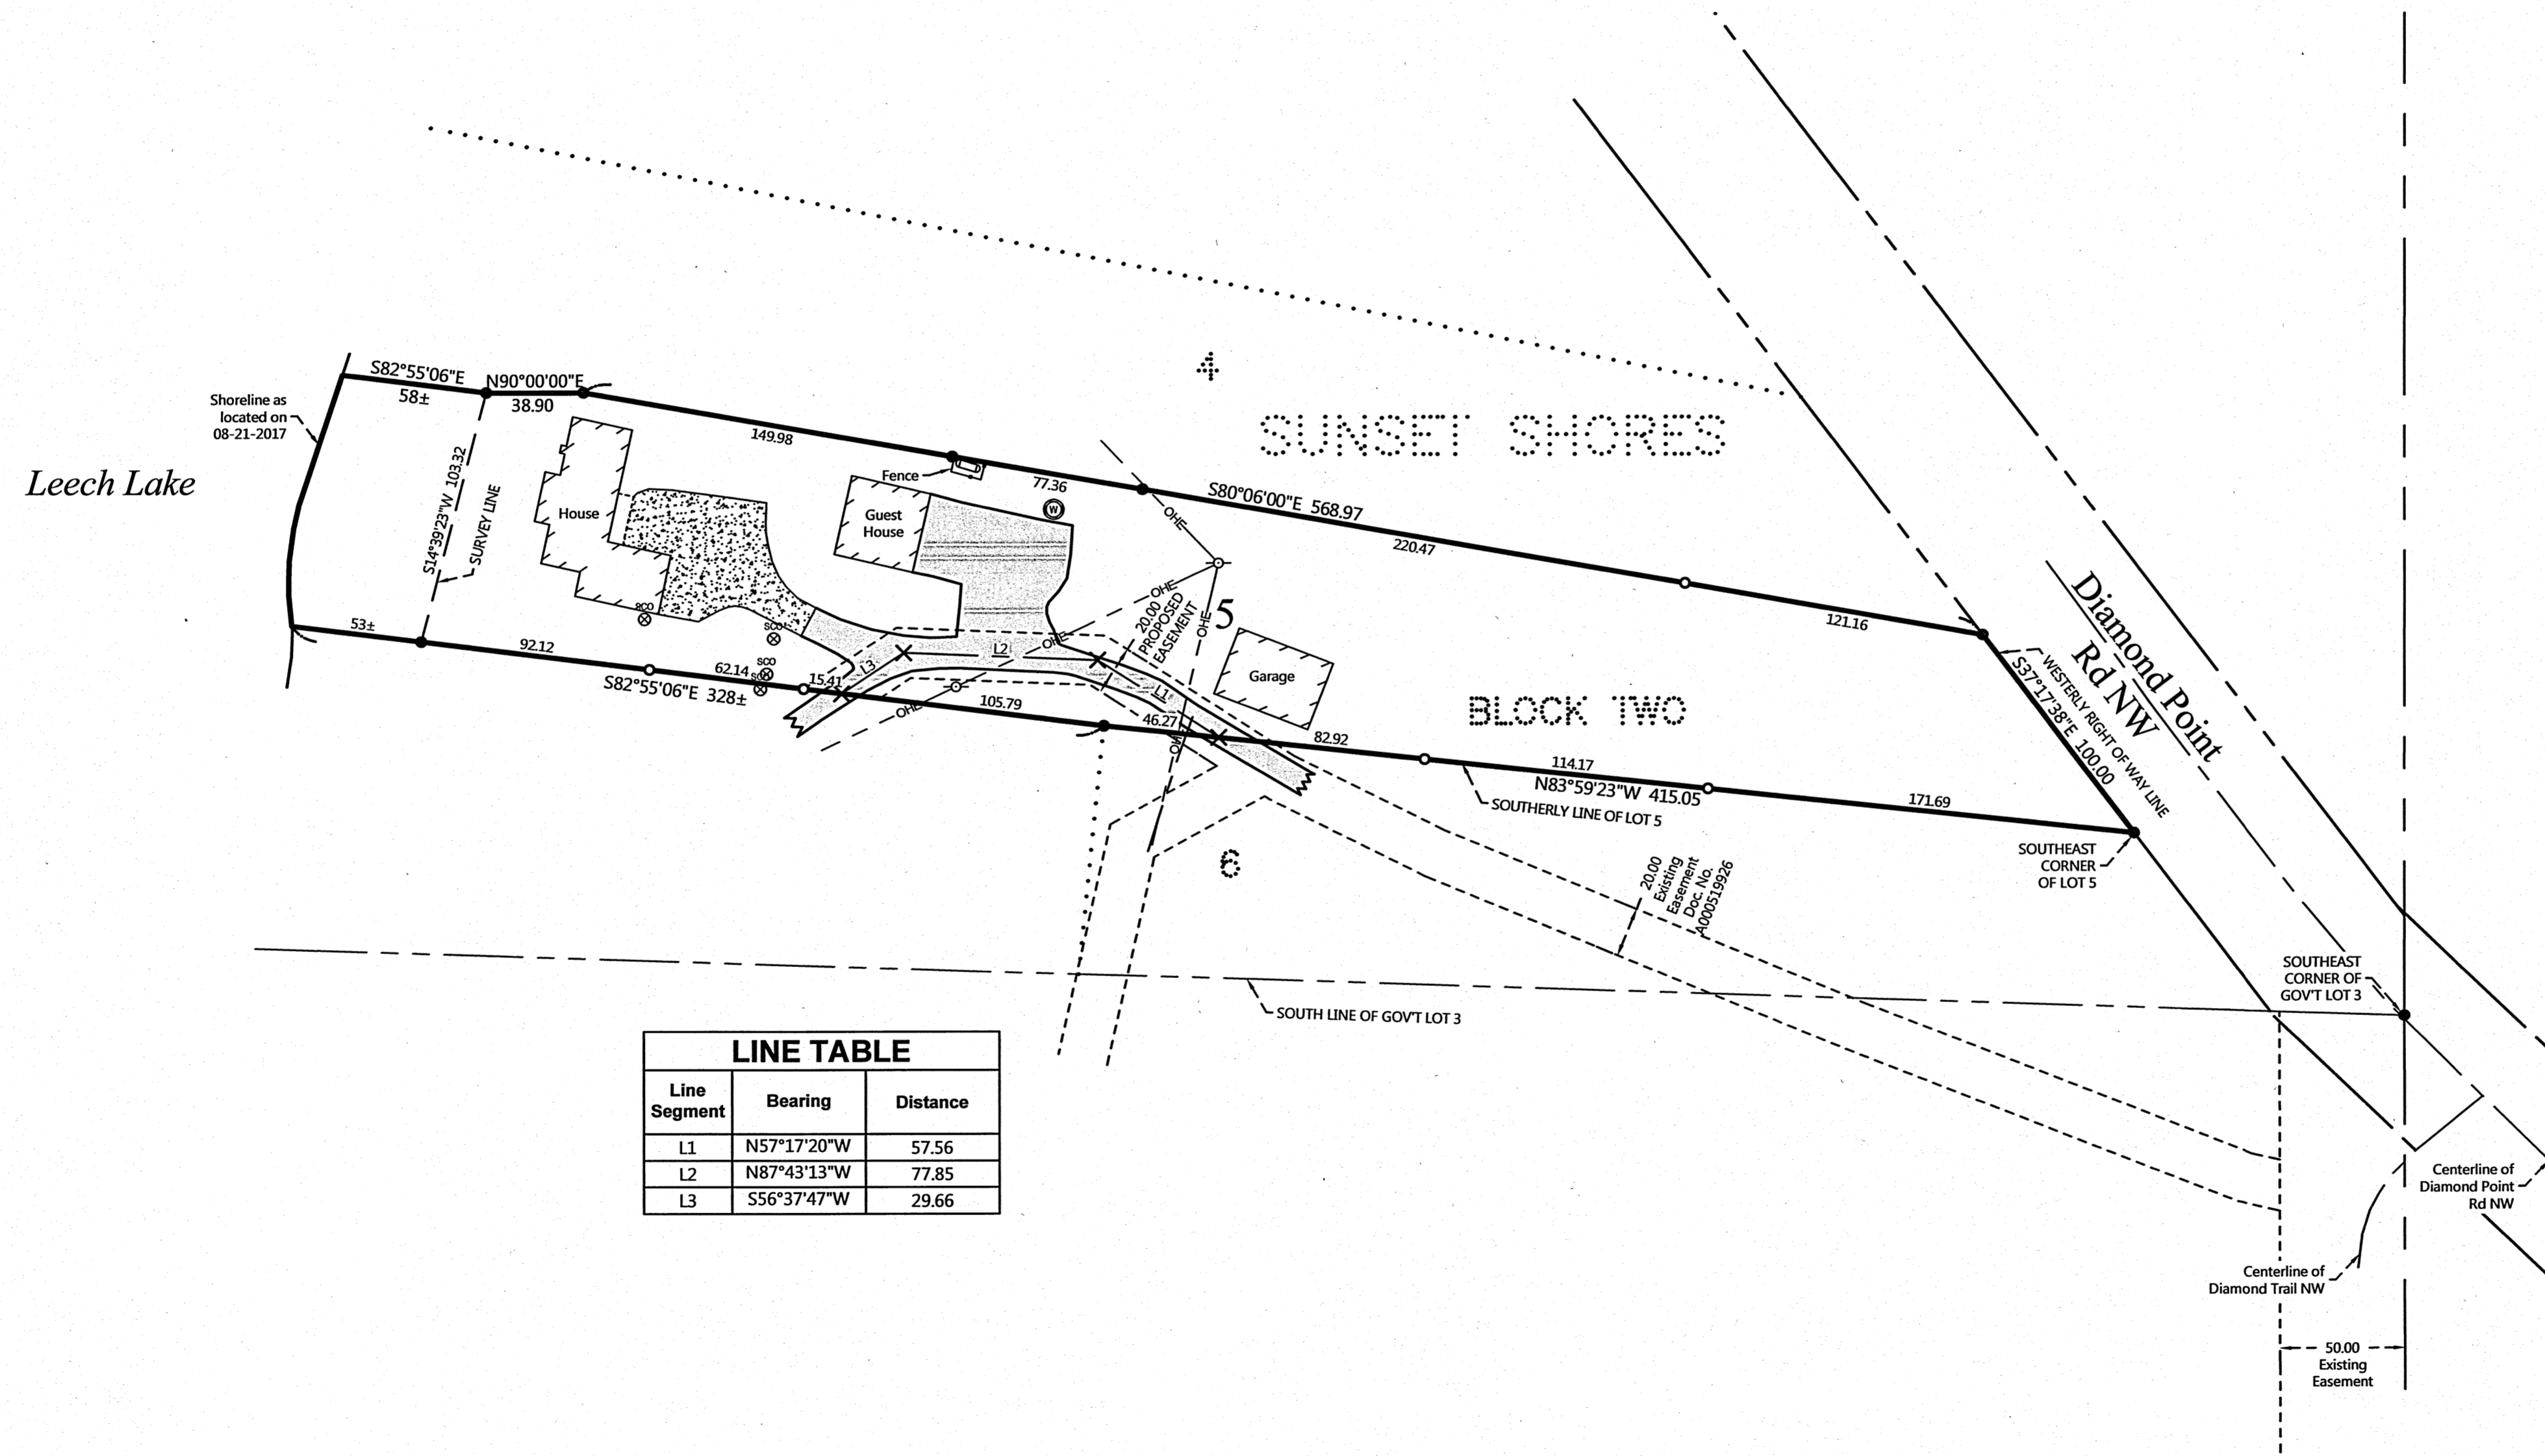 4
SUNSET SHORES
S82°55'06"E
58±
N90°00'00"E
38.90
Shoreline as
located on
08-21-2017
Leech Lake
S14°39'23"W 103.32
SURVEY LINE
149.98
Fence
77.36
W
OHE
S80°06'00"E 568.97
220.47
121.16
House
Guest
House
OHE
20.00
PROPOSED
EASEMENT
OHE
5
OHE
Garage
BLOCK TWO
Diamond Point
Rd NW
WESTERLY RIGHT OF WAY LINE
S37°17'38"E 100.00
53±
92.12
SCO
SCO
SCO
SCO
62.14
S82°55'06"E 328±
15.41
L3
L2
L1
OHE
105.79
46.27
82.92
114.17
N83°59'23"W 415.05
SOUTHERLY LINE OF LOT 5
171.69
SOUTHEAST
CORNER
OF LOT 5
6
20.00
Existing
Easement
Doc. No.
A000519926
SOUTHEAST
CORNER OF
GOV'T LOT 3
SOUTH LINE OF GOV'T LOT 3
LINE TABLE
Line
Segment
Bearing
Distance
L1 N57°17'20"W 57.56
L2 N87°43'13"W 77.85
L3 S56°37'47"W 29.66
Centerline of
Diamond Point
Rd NW
Centerline of
Diamond Trail NW
50.00
Existing
Easement